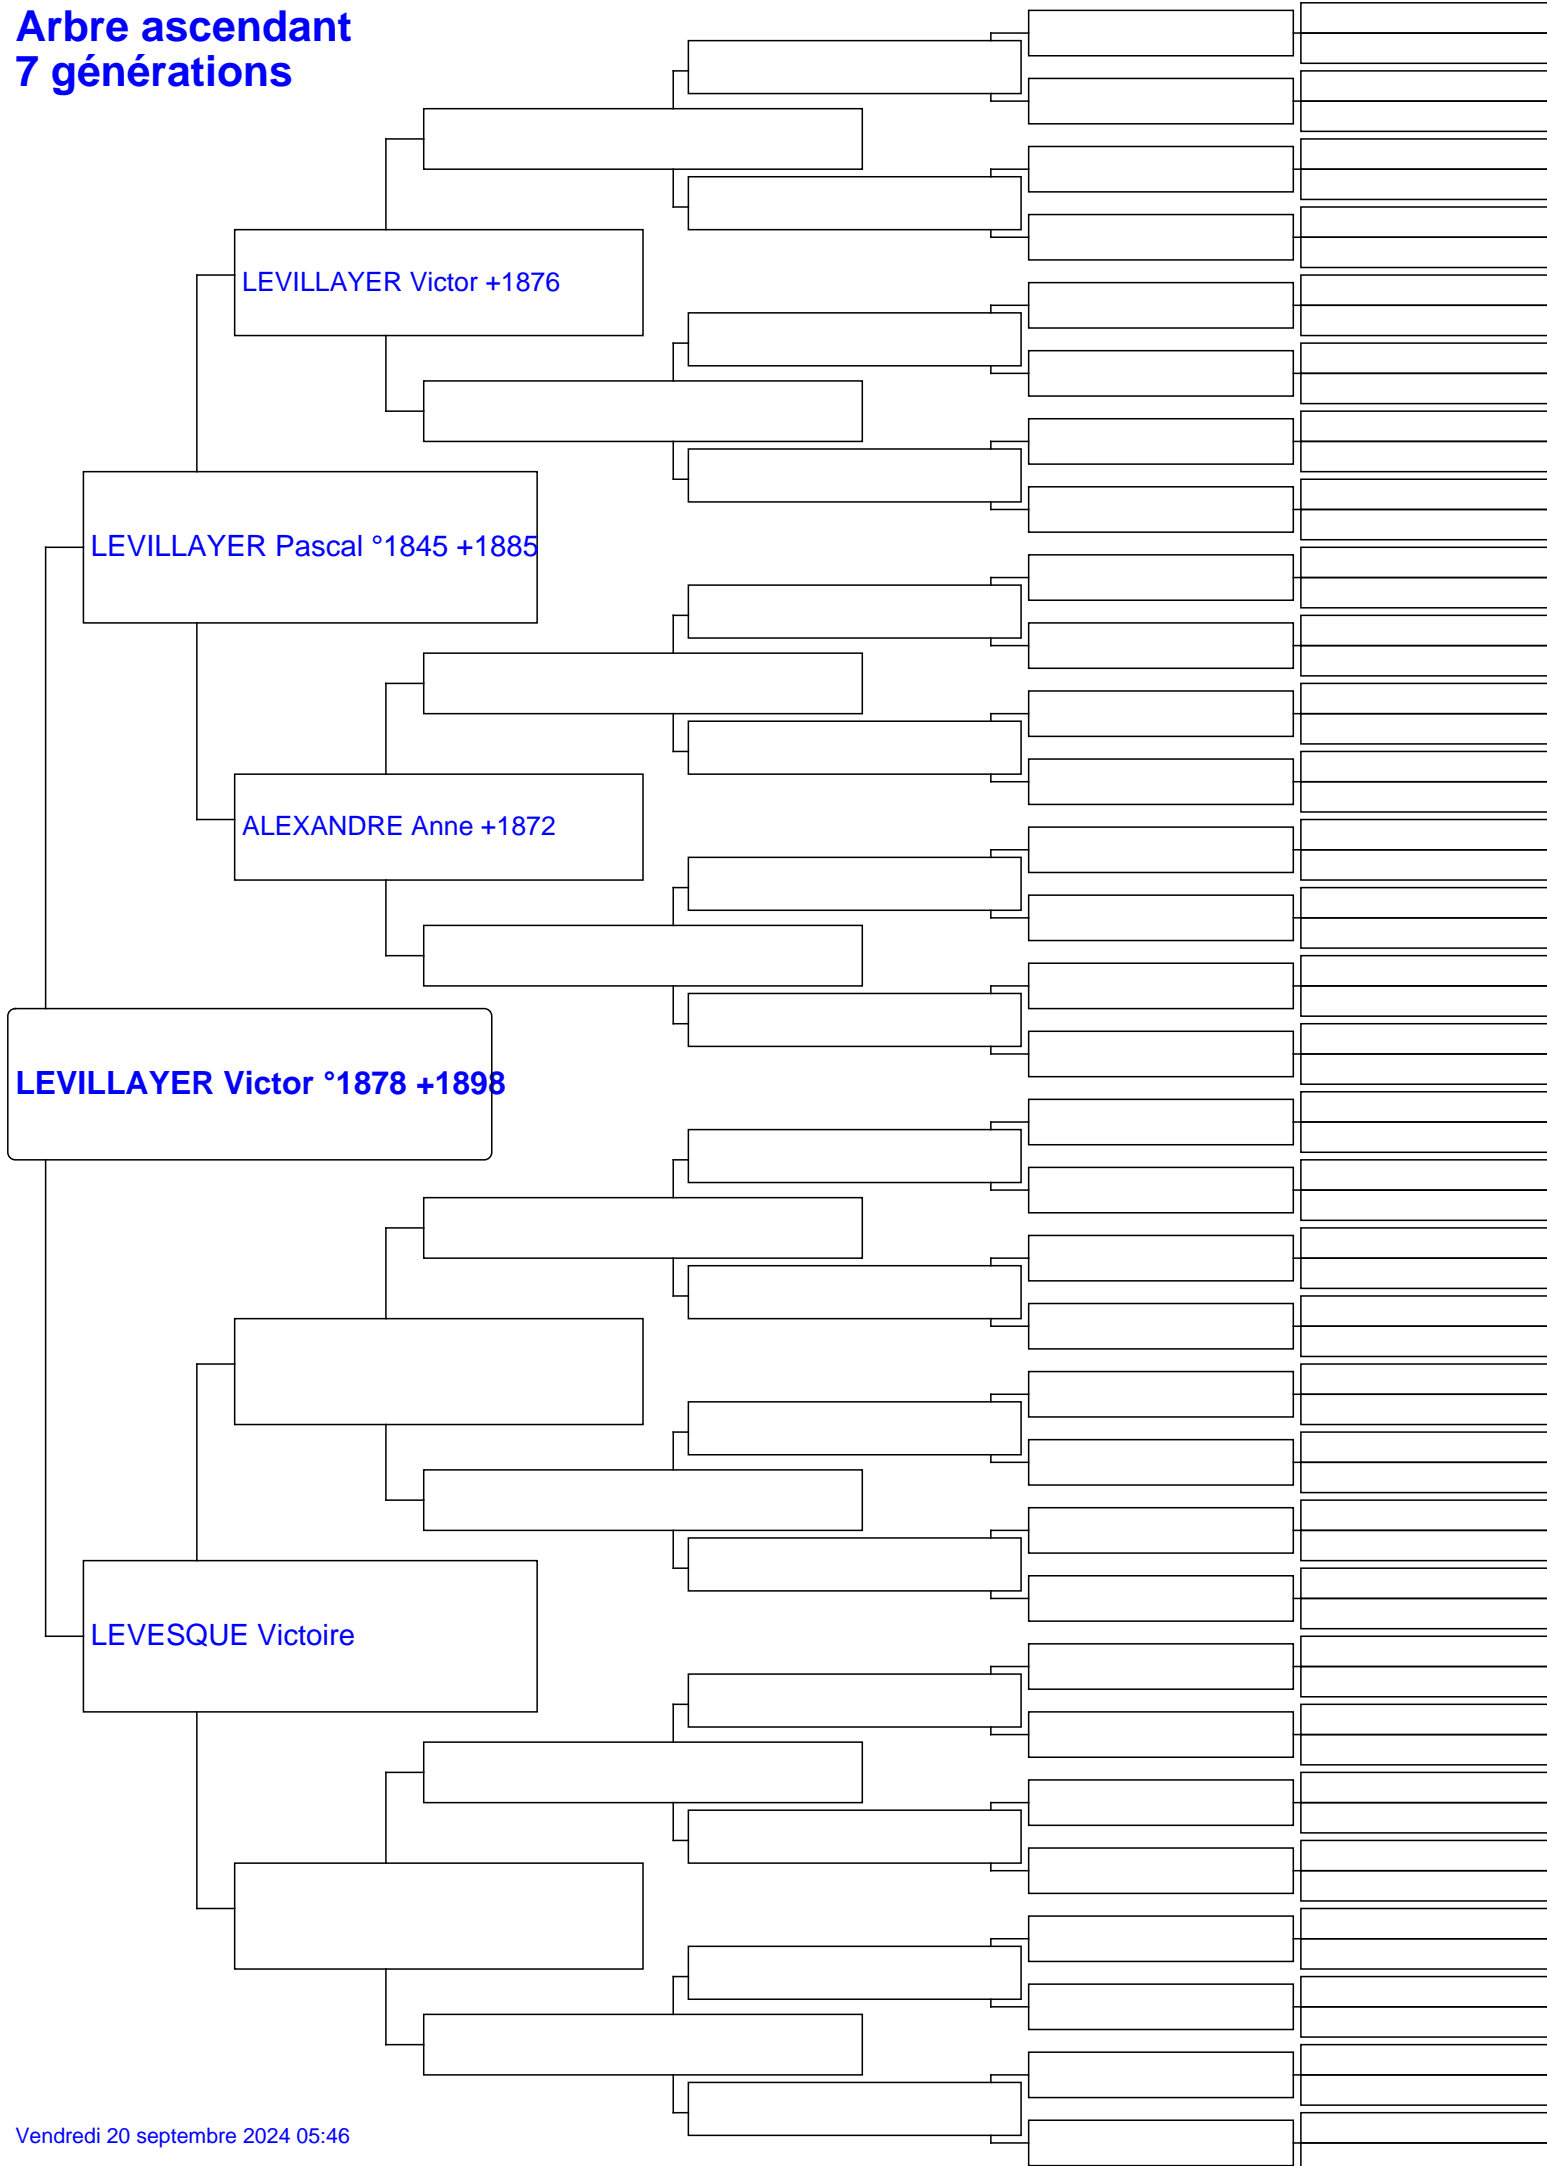 Arbre ascendant
7 générations
LEVILLAYER Victor +1876
LEVILLAYER Pascal °1845 +1885
ALEXANDRE Anne +1872
LEVILLAYER Victor °1878 +1898
LEVESQUE Victoire
Vendredi 20 septembre 2024 05:46